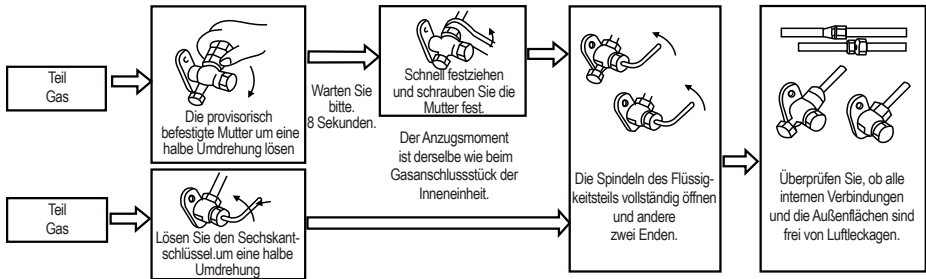 Teil
Gas
Die provisorisch
befestigte Mutter um eine
halbe Umdrehung lösen
Warten Sie
bitte.
8 Sekunden.
Schnell festziehen
und schrauben Sie die
Mutter fest.
Der Anzugsmoment
ist derselbe wie beim
Gasanschlussstück der
Inneneinheit.
Teil
Gas
Lösen Sie den Sechskant-
schlüssel.um eine halbe
Umdrehung
Die Spindeln des Flüssig-
keitsteils vollständig öffnen
und andere
zwei Enden.
Überprüfen Sie, ob alle
internen Verbindungen
und die Außenflächen sind
frei von Luftleckagen.